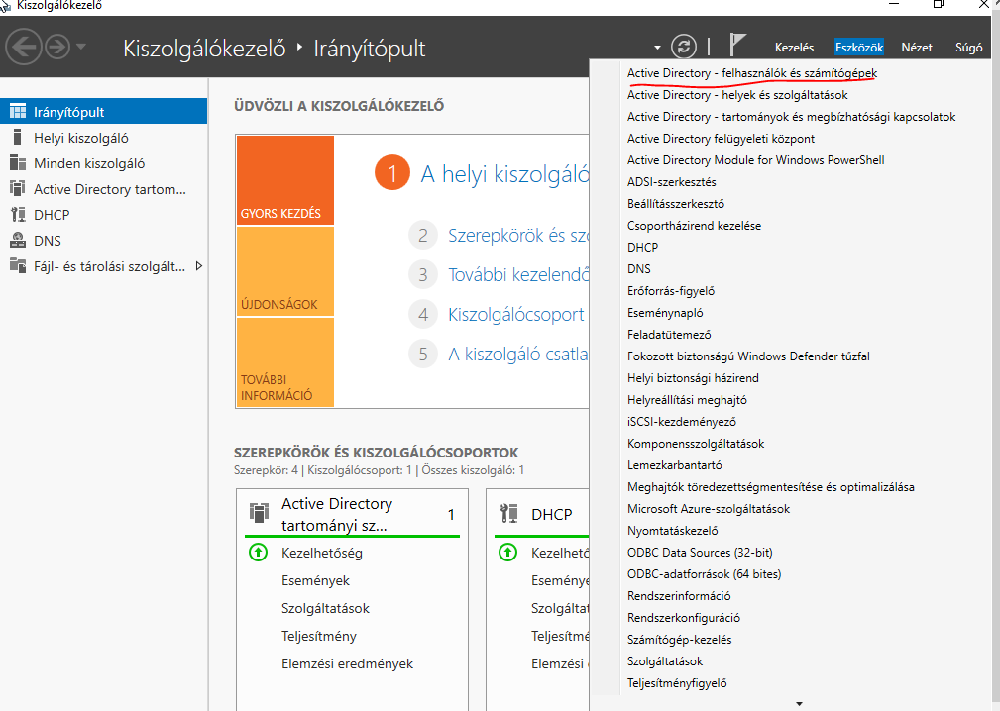 Kiszolgálókezelő
Kiszolgálókezelő
Irányítópult
Kezelés
Eszközök
Nézet
Súgó
Irányítópult
Helyi kiszolgáló
Minden kiszolgáló
Active Directory tartom...
DHCP
DNS
Fájl- és tárolási szolgált...
ÜDVÖZLI A KISZOLGÁLÓKEZELŐ
GYORS KEZDÉS
ÚJDONSÁGOK
TOVÁBBI
INFORMÁCIÓ
1 A helyi kiszolgáló
2 Szerepkörök és szo
3 További kezelendő
4 Kiszolgálócsoport
5 A kiszolgáló csatla
SZEREPKÖRÖK ÉS KISZOLGÁLÓCSOPORTOK
Szerepkör: 4 | Kiszolgálócsoport: 1 | Összes kiszolgáló: 1
Active Directory
tartományi sz...
1
Kezelhetőség
Események
Szolgáltatások
Teljesítmény
Elemzési eredmények
DHCP
Kezelhető
Eseménye
Szolgáltat
Teljesítmé
Elemzési
Active Directory - felhasználók és számítógépek
Active Directory - helyek és szolgáltatások
Active Directory - tartományok és megbízhatósági kapcsolatok
Active Directory felügyeleti központ
Active Directory Module for Windows PowerShell
ADSI-szerkesztés
Beállításszerkesztő
Csoportházirend kezelése
DHCP
DNS
Erőforrás-figyelő
Eseménynapló
Feladatütemező
Fokozott biztonságú Windows Defender tűzfal
Helyi biztonsági házirend
Helyreállítási meghajtó
iSCSI-kezdeményező
Komponensszolgáltatások
Lemezkarbantartó
Meghajtók töredezettségmentesítése és optimalizálása
Microsoft Azure-szolgáltatások
Nyomtatáskezelő
ODBC Data Sources (32-bit)
ODBC-adatforrások (64 bites)
Rendszerinformáció
Rendszerkonfiguráció
Számítógép-kezelés
Szolgáltatások
Teljesítményfigyelő